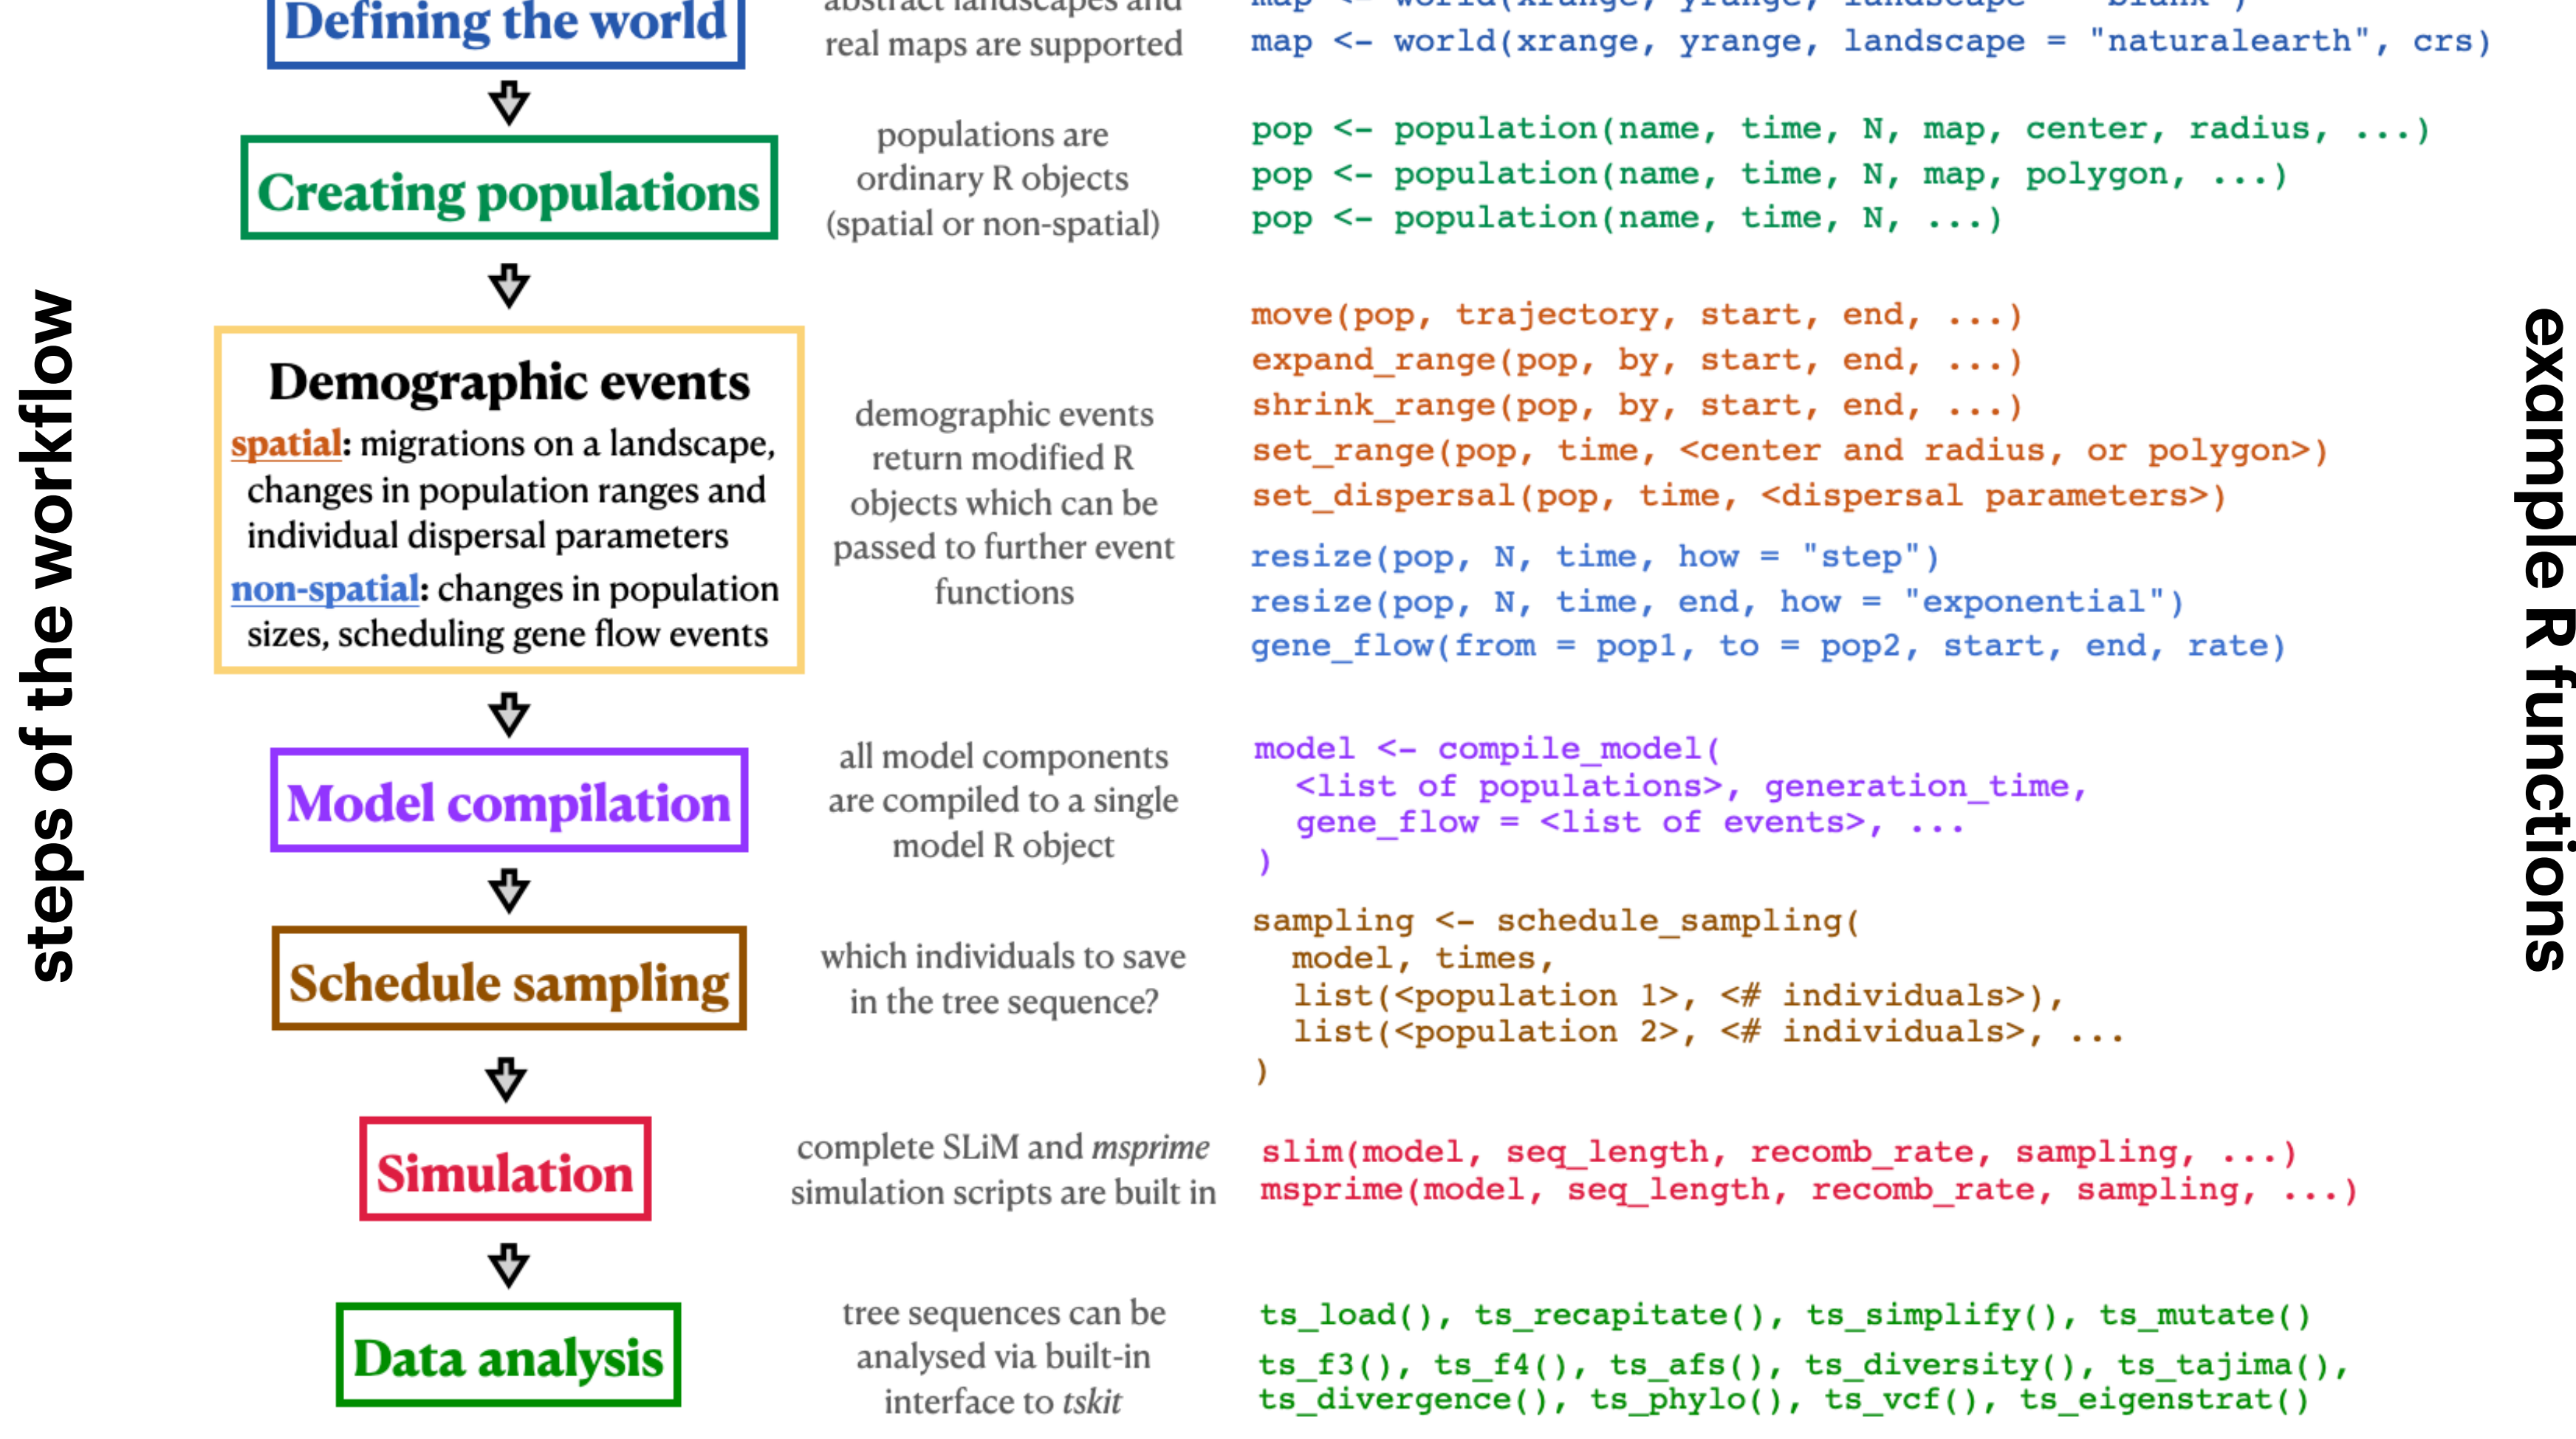 steps of the workflow
Defining the world
abstract landscapes and
real maps are supported
map <- world(xrange, yrange, landscape = "blank")
map <- world(xrange, yrange, landscape = "naturalearth", crs)
Creating populations
populations are
ordinary R objects
(spatial or non-spatial)
pop <- population(name, time, N, map, center, radius, ...)
pop <- population(name, time, N, map, polygon, ...)
pop <- population(name, time, N, ...)
Demographic events
spatial: migrations on a landscape,
changes in population ranges and
individual dispersal parameters
non-spatial: changes in population
sizes, scheduling gene flow events
demographic events
return modified R
objects which can be
passed to further event
functions
move(pop, trajectory, start, end, ...)
expand_range(pop, by, start, end, ...)
shrink_range(pop, by, start, end, ...)
set_range(pop, time, <center and radius, or polygon>)
set_dispersal(pop, time, <dispersal parameters>)
resize(pop, N, time, how = "step")
resize(pop, N, time, end, how = "exponential")
gene_flow(from = pop1, to = pop2, start, end, rate)
Model compilation
all model components
are compiled to a single
model R object
model <- compile_model(
<list of populations>, generation_time,
gene_flow = <list of events>, ...
)
Schedule sampling
which individuals to save
in the tree sequence?
sampling <- schedule_sampling(
model, times,
list(<population 1>, <# individuals>),
list(<population 2>, <# individuals>, ...
)
Simulation
complete SLiM and msprime
simulation scripts are built in
slim(model, seq_length, recomb_rate, sampling, ...)
msprime(model, seq_length, recomb_rate, sampling, ...)
Data analysis
tree sequences can be
analysed via built-in
interface to tskit
ts_load(), ts_recapitate(), ts_simplify(), ts_mutate()
ts_f3(), ts_f4(), ts_afs(), ts_diversity(), ts_tajima(),
ts_divergence(), ts_phylo(), ts_vcf(), ts_eigenstrat()
example R functions